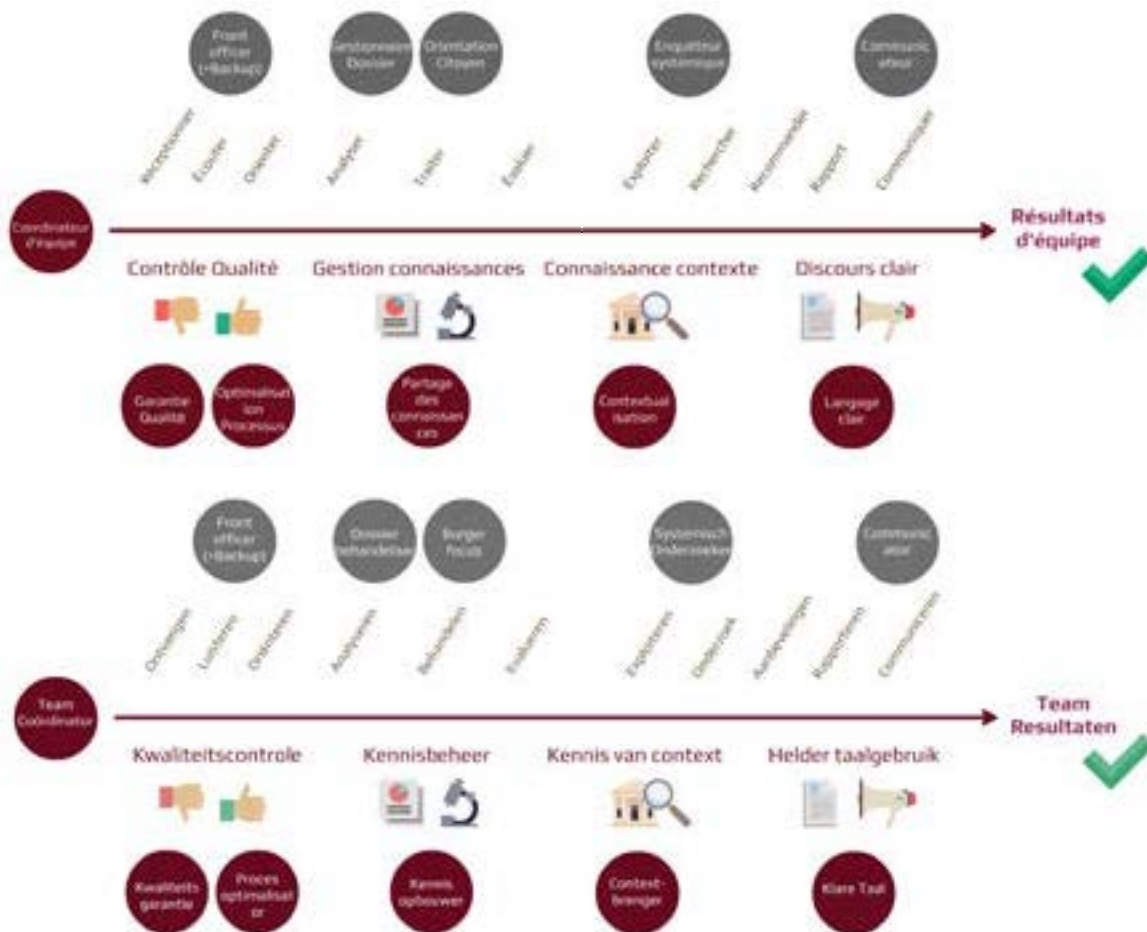 Front
officer
(+Backup)
Gestionnaire
Dossier
Orientation
Citoyen
Enquêteur
systémique
Communic
ateur
Réceptionner
Écouter
Orienter
Analyser
Traiter
Évaluer
Exploiter
Rechercher
Recommander
Rapport
Communiquer
Coordinateur
d'équipe
Résultats
d'équipe
Contrôle Qualité
Gestion connaissances
Connaissance contexte
Discours clair
Garantie
Qualité
Optimalisat
ion
Processus
Partage
des
connaissan
ces
Contextual
Langage
clair
Front
officer
(+Backup)
Dossier
behandelaar
Burger
focus
Systemisch
Onderzoeker
Communic
ator
Ontvangen
Luisteren
Oriënteren
Analyseren
Behandelen
Evalueren
Exploiteren
Onderzoek
Aanbevelingen
Rapporteren
Communiceren
Team
Coördinator
Team
Resultaten
Kwaliteitscontrole
Kennisbeheer
Kennis van context
Helder taalgebruik
Kwaliteits
garantie
Proces
optimalisat
or
Kennis
opbouwer
Context-
brenger
Klare Taal